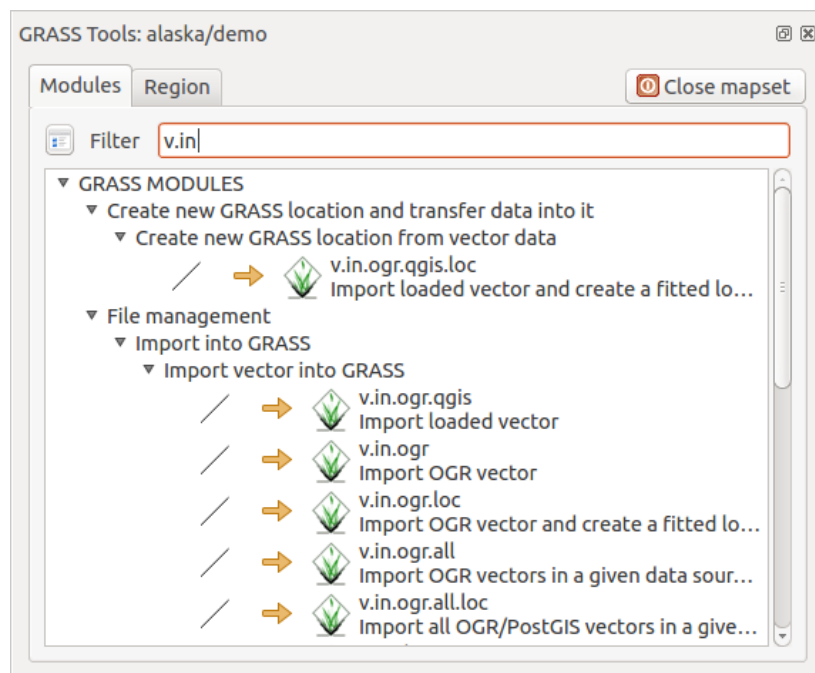 GRASS Tools: alaska/demo
Modules Region Close mapset
Filter v.in
GRASS MODULES
Create new GRASS location and transfer data into it
Create new GRASS location from vector data
v.in.ogr.qgis.loc
Import loaded vector and create a fitted lo...
File management
Import into GRASS
Import vector into GRASS
v.in.ogr.qgis
Import loaded vector
v.in.ogr
Import OGR vector
v.in.ogr.loc
Import OGR vector and create a fitted lo...
v.in.ogr.all
Import OGR vectors in a given data sour...
v.in.ogr.all.loc
Import all OGR/PostGIS vectors in a give...